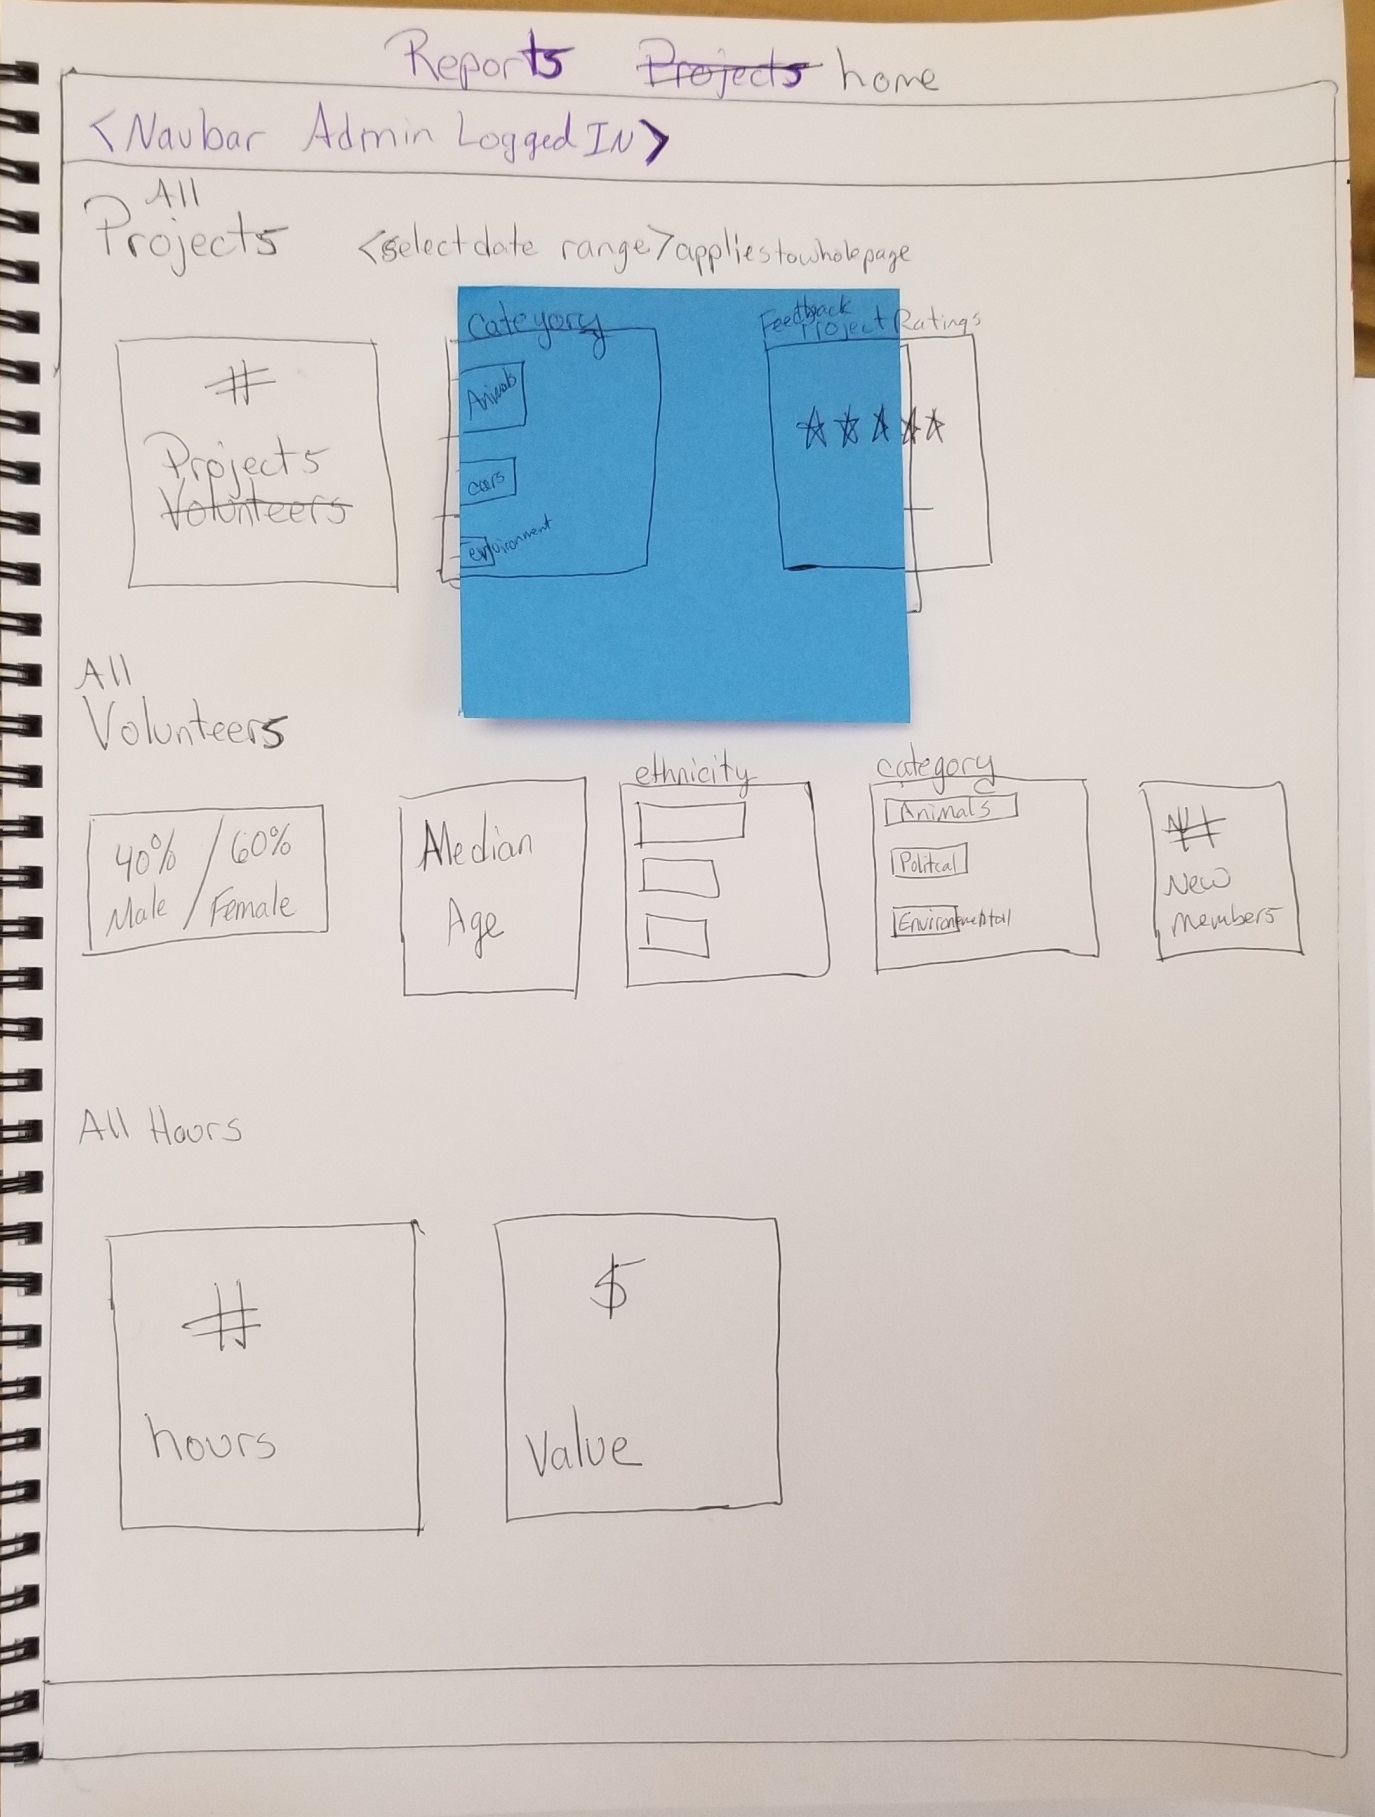 Reports Projects home
<Navbar Admin Logged IN>
All
Projects <select date range> applies to whole page
Category
Feedback
Project Ratings
#
Projects
Volunteers
Animals
cars
environment
All
Volunteers
40% / 60%
Male / Female
Median
Age
ethnicity
category
Animals
Politcal
Environmental
#
New
members
All Hours
#
hours
$
Value